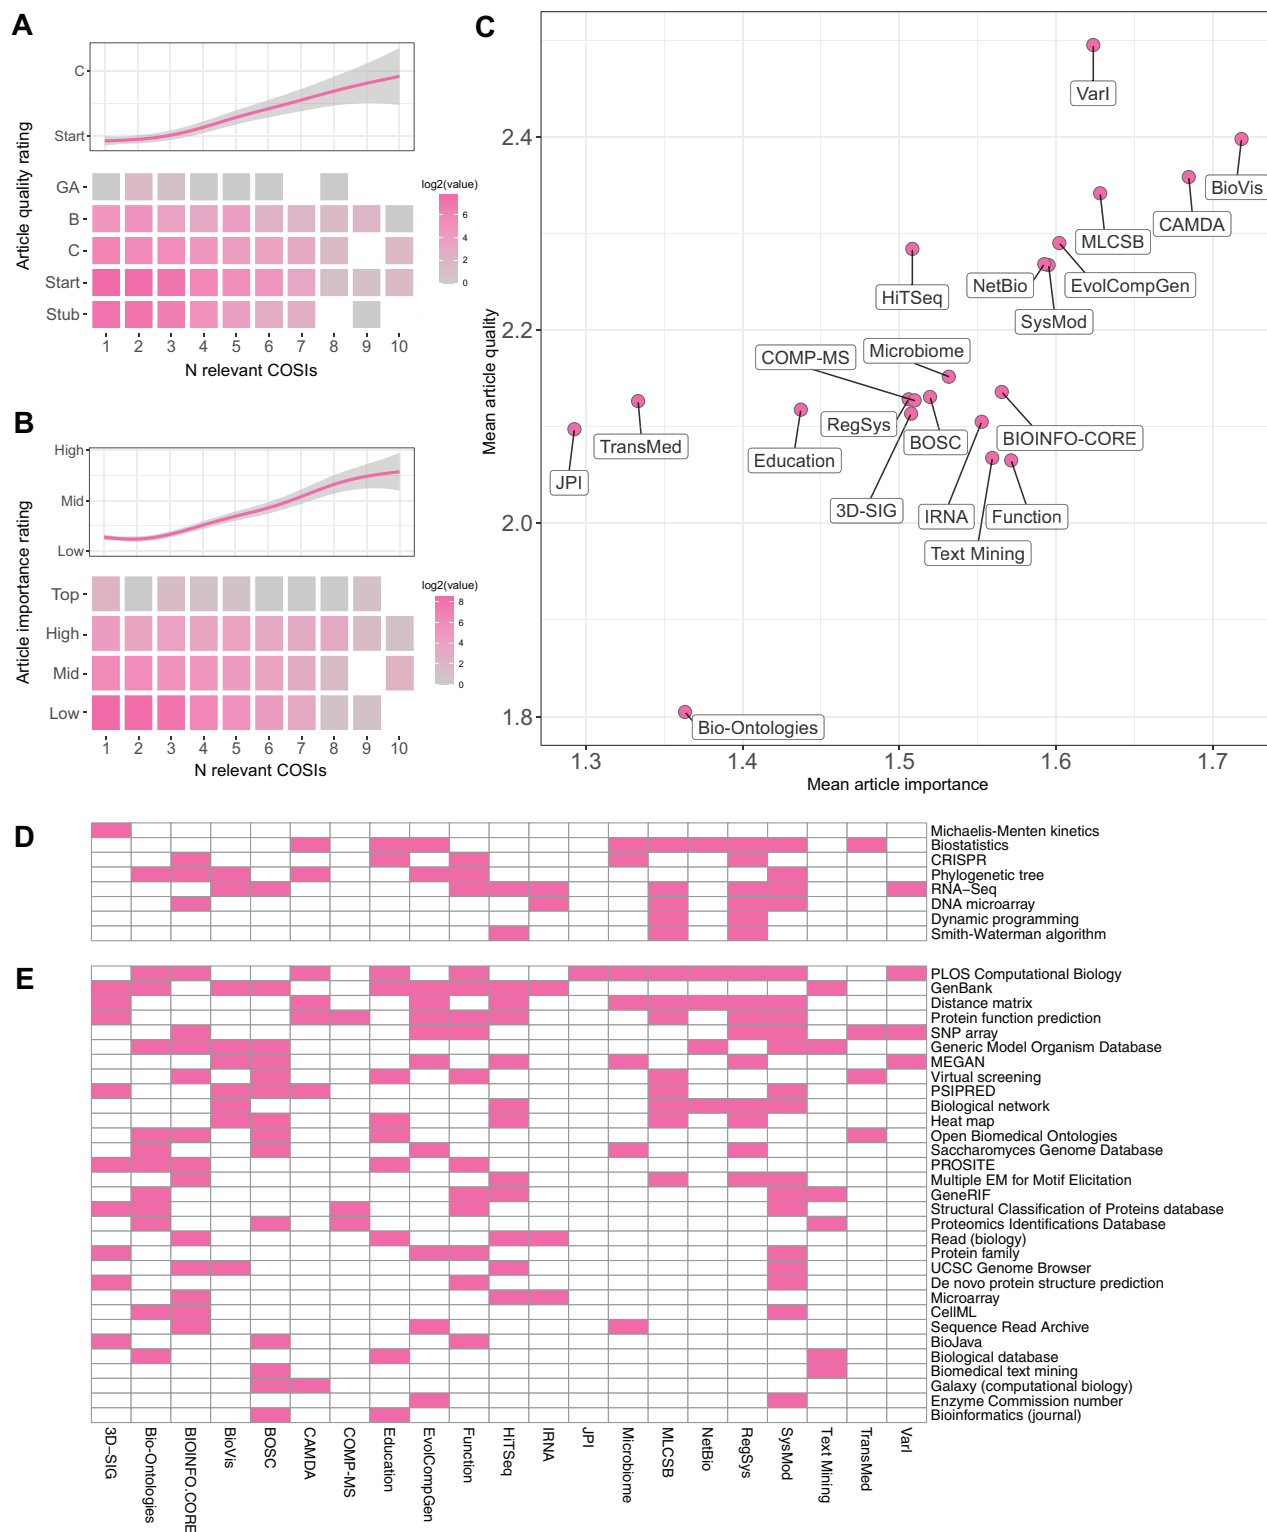 A
Article quality rating
C
Start
GA
B
C
Start
Stub
1 2 3 4 5 6 7 8 9 10
N relevant COSIs
log2(value)
6
4
2
0
B
Article importance rating
High
Mid
Low
Top
High
Mid
Low
1 2 3 4 5 6 7 8 9 10
N relevant COSIs
log2(value)
8
6
4
2
0
C
Mean article quality
2.4
2.2
2.0
1.8
VarI
BioVis
CAMDA
MLCSB
HiTSeq
NetBio
EvolCompGen
SysMod
COMP-MS
Microbiome
TransMed
RegSys
BOSC
BIOINFO-CORE
Education
JPI
3D-SIG
IRNA
Function
Text Mining
Bio-Ontologies
1.3 1.4 1.5 1.6 1.7
Mean article importance
D
Michaelis-Menten kinetics
Biostatistics
CRISPR
Phylogenetic tree
RNA−Seq
DNA microarray
Dynamic programming
Smith-Waterman algorithm
E
PLOS Computational Biology
GenBank
Distance matrix
Protein function prediction
SNP array
Generic Model Organism Database
MEGAN
Virtual screening
PSIPRED
Biological network
Heat map
Open Biomedical Ontologies
Saccharomyces Genome Database
PROSITE
Multiple EM for Motif Elicitation
GeneRIF
Structural Classification of Proteins database
Proteomics Identifications Database
Read (biology)
Protein family
UCSC Genome Browser
De novo protein structure prediction
Microarray
CellML
Sequence Read Archive
BioJava
Biological database
Biomedical text mining
Galaxy (computational biology)
Enzyme Commission number
Bioinformatics (journal)
3D−SIG
Bio-Ontologies
BIOINFO.CORE
BioVis
BOSC
CAMDA
COMP-MS
Education
EvolCompGen
Function
HiTSeq
IRNA
JPI
Microbiome
MLCSB
NetBio
RegSys
SysMod
Text Mining
TransMed
VarI